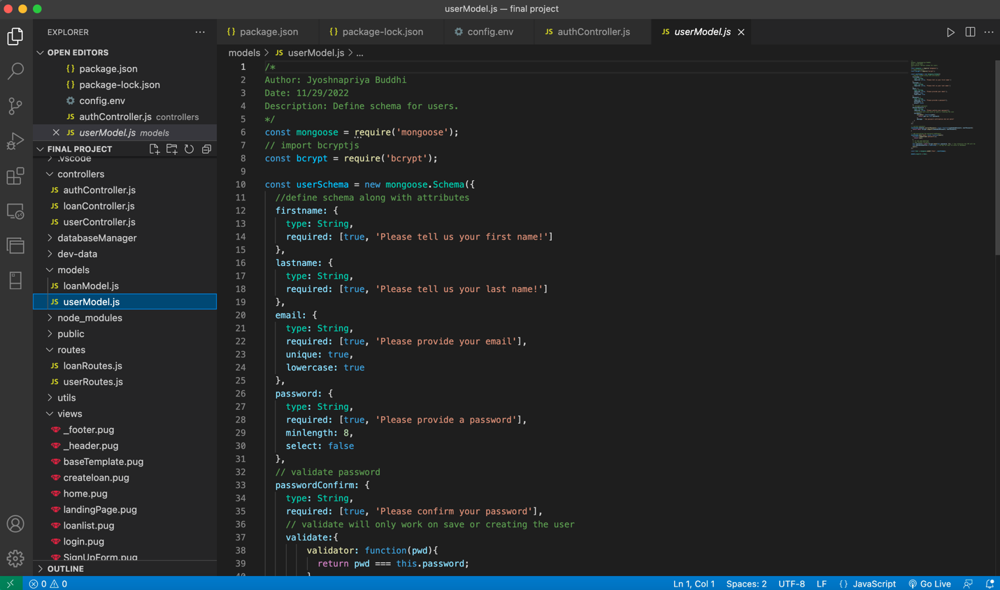 userModel.js — final project
EXPLORER
OPEN EDITORS
{} package.json
{} package-lock.json
config.env
JS authController.js controllers
JS userModel.js models
FINAL PROJECT
.vscode
controllers
JS authController.js
JS loanController.js
JS userController.js
databaseManager
dev-data
models
JS loanModel.js
JS userModel.js
node_modules
public
routes
JS loanRoutes.js
JS userRoutes.js
utils
views
_footer.pug
_header.pug
baseTemplate.pug
createloan.pug
home.pug
landingPage.pug
loanlist.pug
login.pug
SignUpForm.pug
OUTLINE
{} package.json
{} package-lock.json
config.env
JS authController.js
JS userModel.js
models > JS userModel.js > ...
1 /*
2 Author: Jyoshnapriya Buddhi
3 Date: 11/29/2022
4 Description: Define schema for users.
5 */
6 const mongoose = require('mongoose');
7 // import bcryptjs
8 const bcrypt = require('bcrypt');
9
10 const userSchema = new mongoose.Schema({
11 //define schema along with attributes
12 firstname: {
13 type: String,
14 required: [true, 'Please tell us your first name!']
15 },
16 lastname: {
17 type: String,
18 required: [true, 'Please tell us your last name!']
19 },
20 email: {
21 type: String,
22 required: [true, 'Please provide your email'],
23 unique: true,
24 lowercase: true
25 },
26 password: {
27 type: String,
28 required: [true, 'Please provide a password'],
29 minlength: 8,
30 select: false
31 },
32 // validate password
33 passwordConfirm: {
34 type: String,
35 required: [true, 'Please confirm your password'],
36 // validate will only work on save or creating the user
37 validate:{
38 validator: function(pwd){
39 return pwd === this.password;
40 }
0 0
Ln 1, Col 1
Spaces: 2
UTF-8
LF
{} JavaScript
Go Live